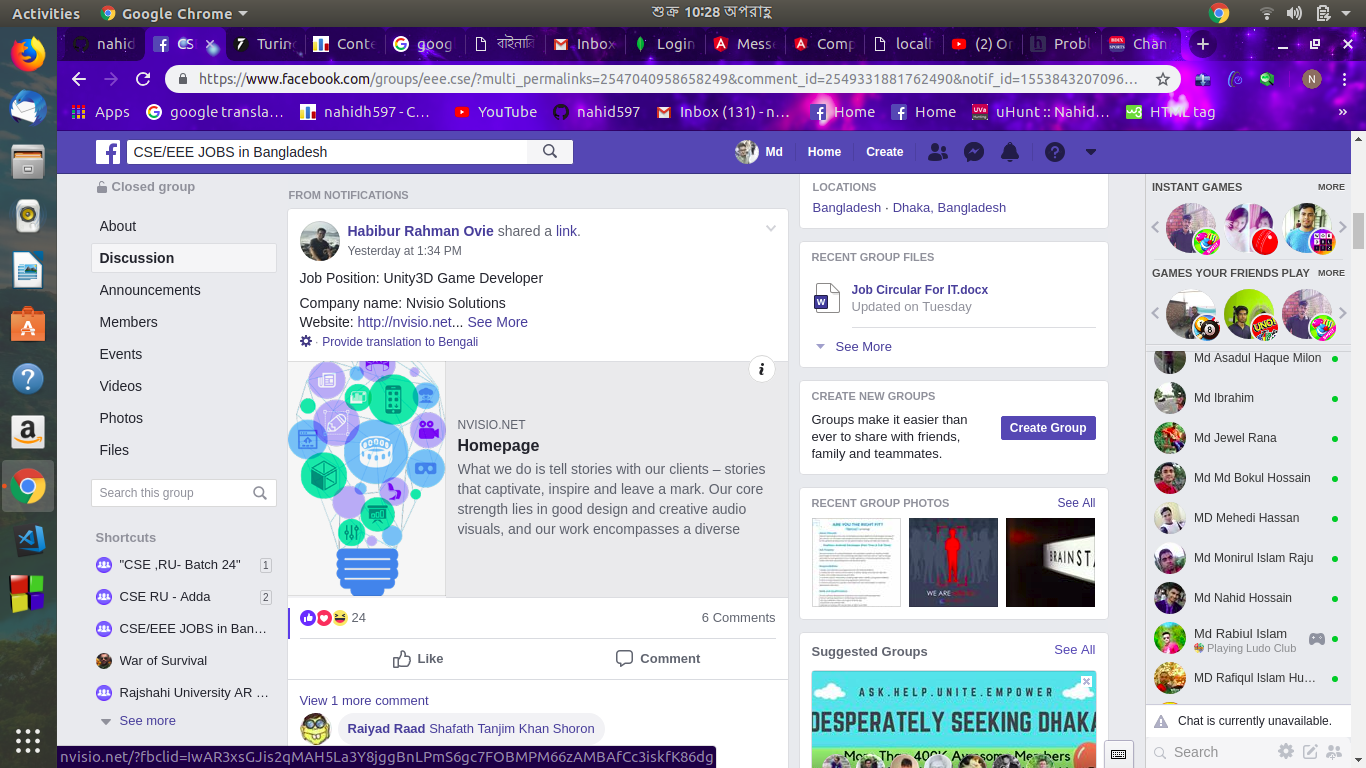 Activities
Google Chrome
শুক্র 10:28 অপরাহ্ণ
nahid
CS
Turin
Conte
goog
বাইনারি
Inbox
Login
Messe
Comp
localh
(2) Or
Probl
Chan
https://www.facebook.com/groups/eee.cse/?multi_permalinks=2547040958658249&comment_id=2549331881762490&notif_id=1553843207096...
N
Apps
google transla...
nahidh597 - C...
YouTube
nahid597
Inbox (131) - n...
Home
Home
uHunt :: Nahid...
HTML tag
»
CSE/EEE JOBS in Bangladesh
Md
Home
Create
Closed group
About
Discussion
Announcements
Members
Events
Videos
Photos
Files
Search this group
Shortcuts
"CSE ,RU- Batch 24"
1
CSE RU - Adda
2
CSE/EEE JOBS in Ban...
War of Survival
Rajshahi University AR ...
See more
FROM NOTIFICATIONS
Habibur Rahman Ovie shared a link.
Yesterday at 1:34 PM
Job Position: Unity3D Game Developer
Company name: Nvisio Solutions
Website: http://nvisio.net... See More
· Provide translation to Bengali
i
NVISIO.NET
Homepage
What we do is tell stories with our clients – stories
that captivate, inspire and leave a mark. Our core
strength lies in good design and creative audio
visuals, and our work encompasses a diverse
24
6 Comments
Like
Comment
View 1 more comment
Raiyad Raad Shafath Tanjim Khan Shoron
LOCATIONS
Bangladesh · Dhaka, Bangladesh
RECENT GROUP FILES
W
Job Circular For IT.docx
Updated on Tuesday
See More
CREATE NEW GROUPS
Groups make it easier than
ever to share with friends,
family and teammates.
Create Group
RECENT GROUP PHOTOS
See All
ARE YOU THE RIGHT FIT?
WE ARE
BRAINST
Suggested Groups
See All
ASK.HELP.UNITE.EMPOWER
DESPERATELY SEEKING DHAKA
More Than 400K Awesome Members
INSTANT GAMES
MORE
GAMES YOUR FRIENDS PLAY
MORE
8
UNO
Md Asadul Haque Milon
Md Ibrahim
Md Jewel Rana
Md Md Bokul Hossain
MD Mehedi Hassan
Md Monirul Islam Raju
Md Nahid Hossain
Md Rabiul Islam
Playing Ludo Club
MD Rafiqul Islam Hu...
Chat is currently unavailable.
Search
nvisio.net/?fbclid=IwAR3xsGJis2qMAH5La3Y8jggBnLPmS6gc7FOBMPM66zAMBAfCc3iskfK86dg